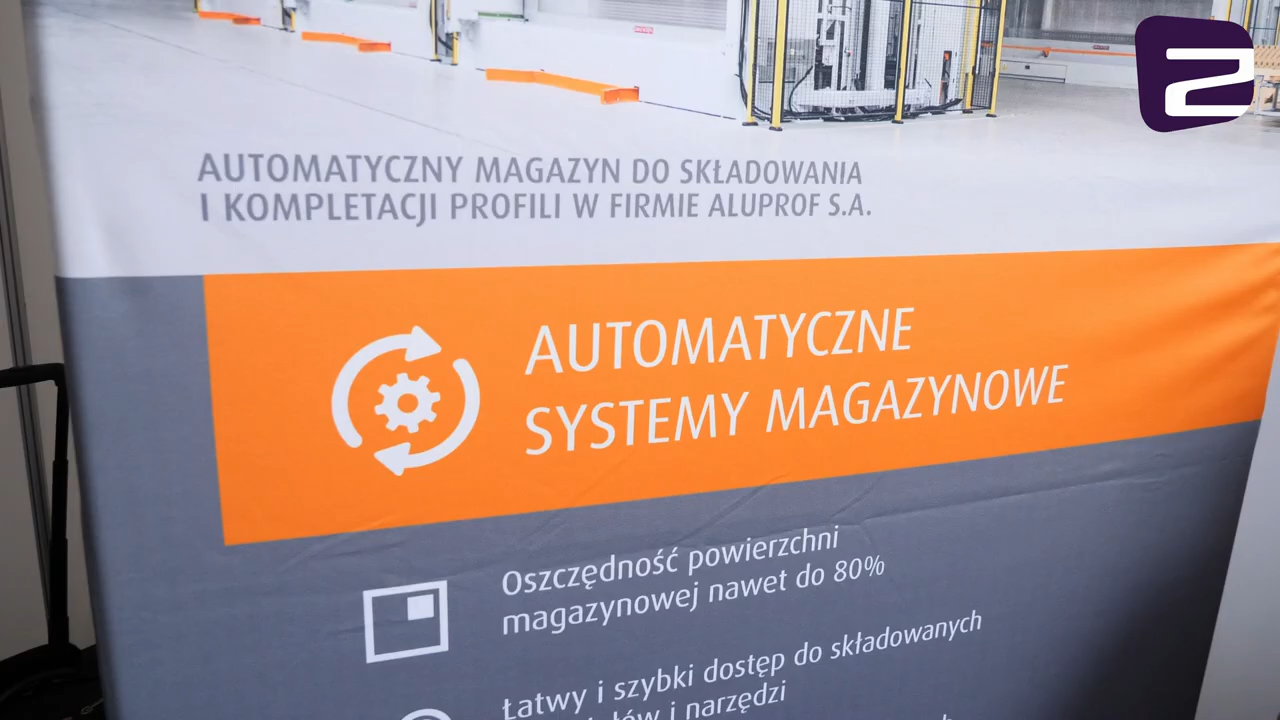 AUTOMATYCZNY MAGAZYN DO SKŁADOWANIA
I KOMPLETACJI PROFILI W FIRMIE ALUPROF S.A.
AUTOMATYCZNE
SYSTEMY MAGAZYNOWE
Oszczędność powierzchni
magazynowej nawet do 80%
Łatwy i szybki dostęp do składowanych
i narzędzi